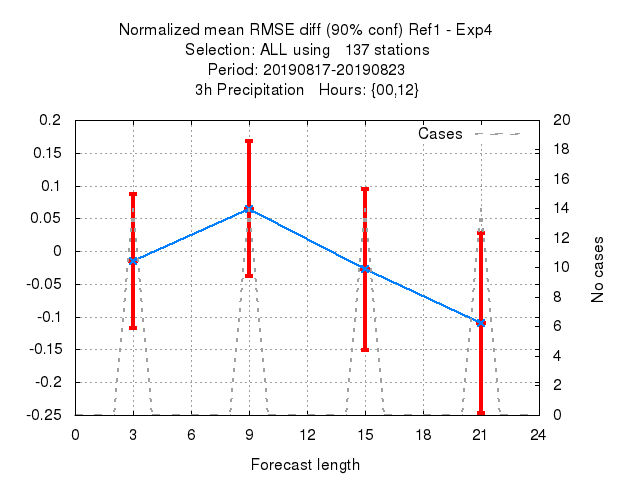 Normalized mean RMSE diff (90% conf) Ref1 - Exp4
Selection: ALL using 137 stations
Period: 20190817-20190823
3h Precipitation Hours: {00,12}
Cases
0.2
0.15
0.1
0.05
0
-0.05
-0.1
-0.15
-0.2
-0.25
20
18
16
14
12
10
8
6
4
2
0
No cases
0 3 6 9 12 15 18 21 24
Forecast length